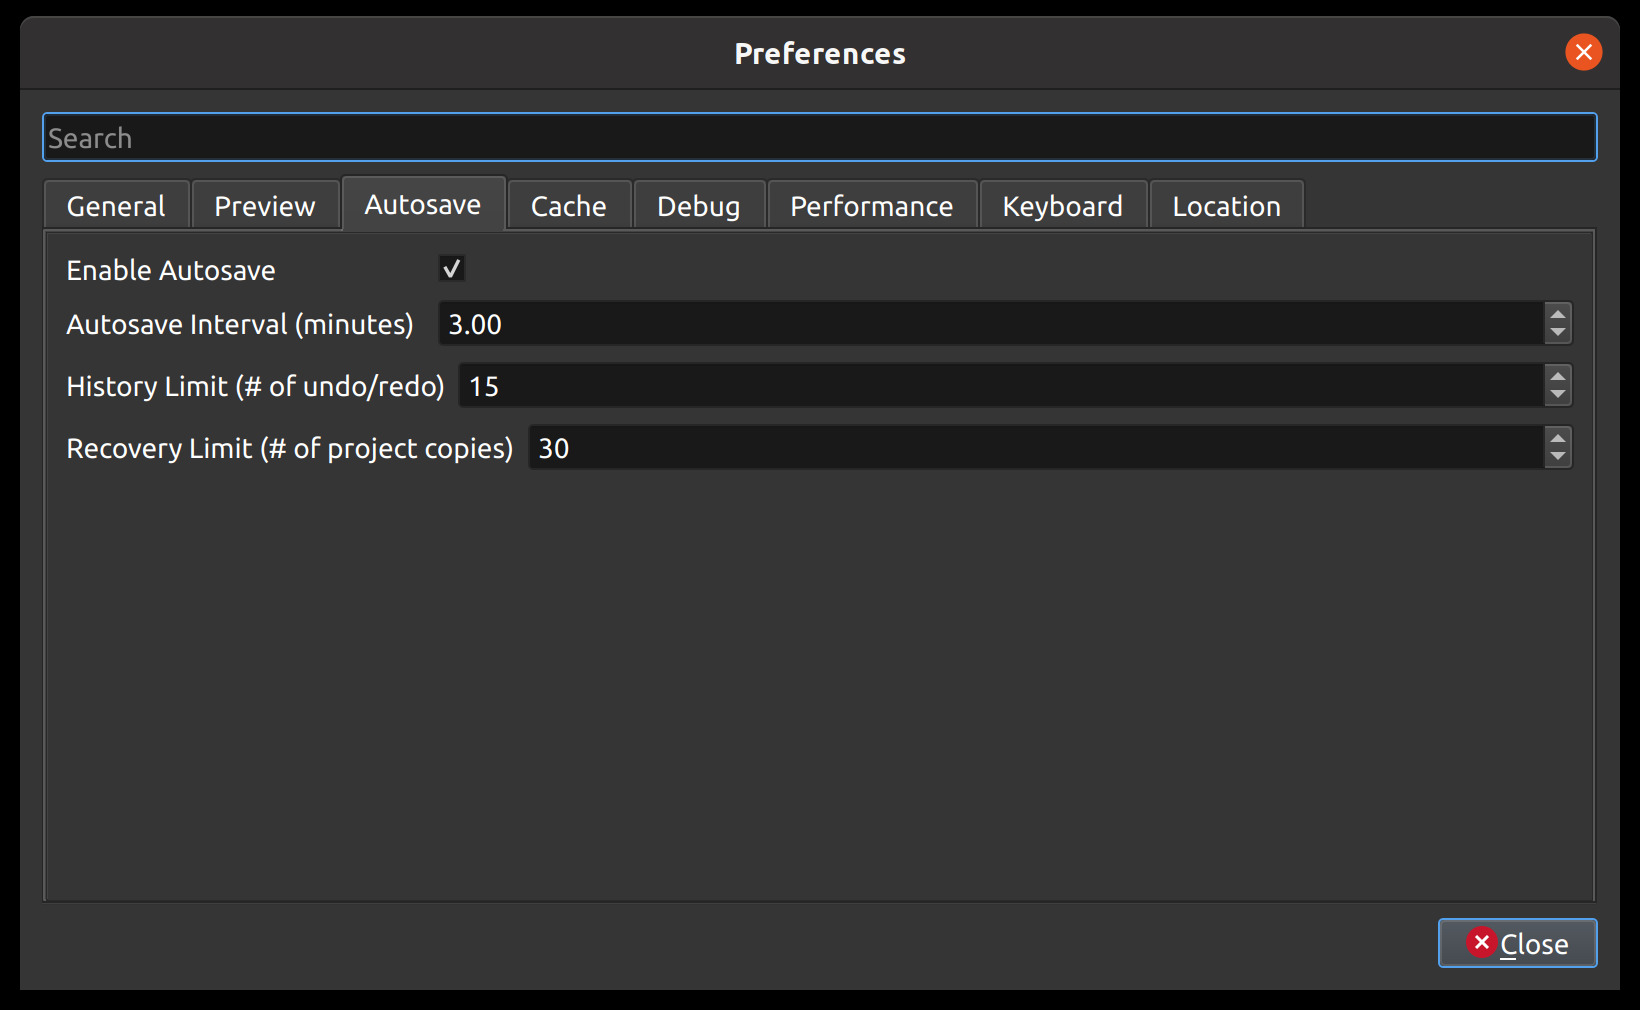 Preferences
Search
General Preview Autosave Cache Debug Performance Keyboard Location
Enable Autosave
Autosave Interval (minutes) 3.00
History Limit (# of undo/redo) 15
Recovery Limit (# of project copies) 30
Close